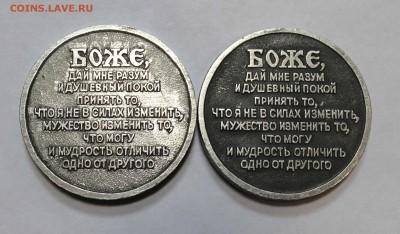 COINS.ЛАVE.RU
БОЖЕ,
ДАЙ МНЕ РАЗУМ
И ДУШЕВНЫЙ ПОКОЙ
ПРИНЯТЬ ТО,
ЧТО Я НЕ В СИЛАХ ИЗМЕНИТЬ,
МУЖЕСТВО ИЗМЕНИТЬ ТО,
ЧТО МОГУ
И МУДРОСТЬ ОТЛИЧИТЬ
ОДНО ОТ ДРУГОГО
БОЖЕ,
ДАЙ МНЕ РАЗУМ
И ДУШЕВНЫЙ ПОКОЙ
ПРИНЯТЬ ТО,
ЧТО Я НЕ В СИЛАХ ИЗМЕНИТЬ,
МУЖЕСТВО ИЗМЕНИТЬ ТО,
ЧТО МОГУ
И МУДРОСТЬ ОТЛИЧИТЬ
ОДНО ОТ ДРУГОГО